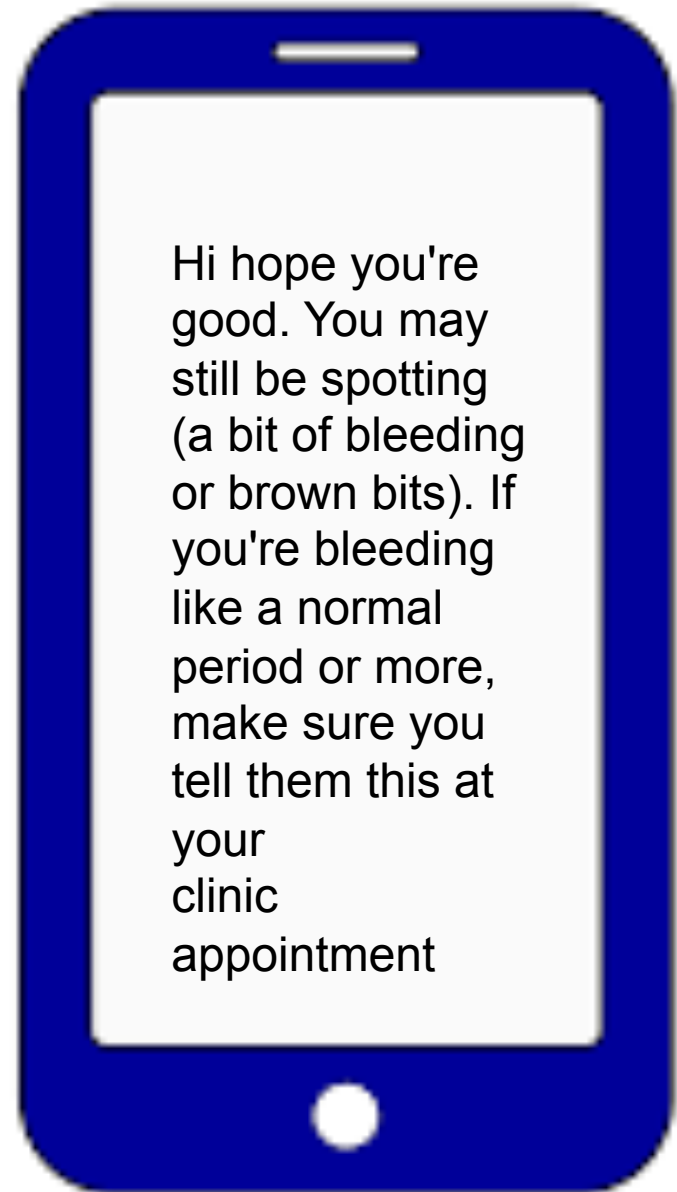 Hi hope you're
good. You may
still be spotting
(a bit of bleeding
or brown bits). If
you're bleeding
like a normal
period or more,
make sure you
tell them this at
your
clinic
appointment